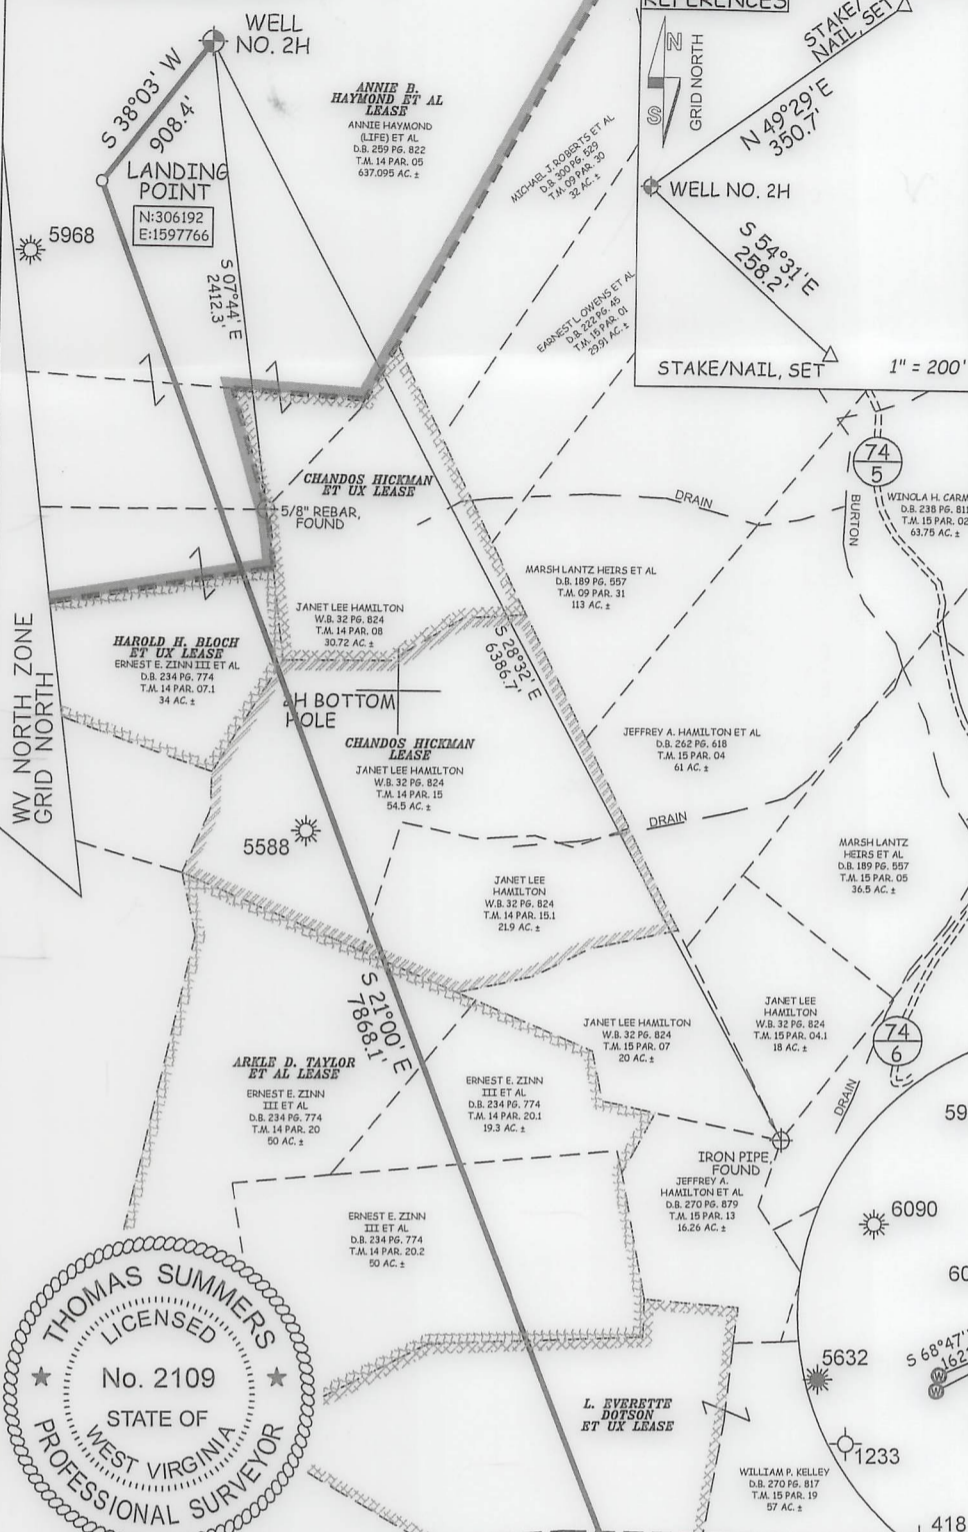 WELL
NO. 2H
S 38°03' W
908.4'
LANDING
POINT
N:306192
E:1597766
5968
S 07°44' E
2412.3'
ANNIE B.
HAYMOND ET AL
LEASE
ANNIE HAYMOND
(LIFE) ET AL
D.B. 259 PG. 822
T.M. 14 PAR. 05
637.095 AC. ±
MICHAEL J. ROBERTS ET AL
D.B. 300 PG. 529
T.M. 09 PAR. 30
32 AC. ±
EARNEST L. OWENS ET AL
D.B. 222 PG. 45
T.M. 15 PAR. 01
29.91 AC. ±
REFERENCES
N
S
GRID NORTH
STAKE/
NAIL, SET
N 49°29'E
350.7'
WELL NO. 2H
S 54°31'E
258.2'
STAKE/NAIL, SET
1" = 200'
74
5
BURTON
WINOLA H. CARM
D.B. 238 PG. 811
T.M. 15 PAR. 02
63.75 AC. ±
CHANDOS HICKMAN
ET UX LEASE
5/8" REBAR,
FOUND
DRAIN
MARSH LANTZ HEIRS ET AL
D.B. 189 PG. 557
T.M. 09 PAR. 31
113 AC. ±
JANET LEE HAMILTON
W.B. 32 PG. 824
T.M. 14 PAR. 08
30.72 AC. ±
WV NORTH ZONE
GRID NORTH
HAROLD H. BLOCH
ET UX LEASE
ERNEST E. ZINN III ET AL
D.B. 234 PG. 774
T.M. 14 PAR. 07.1
34 AC. ±
S 28°32' E
6386.7'
H BOTTOM
HOLE
CHANDOS HICKMAN
LEASE
JANET LEE HAMILTON
W.B. 32 PG. 824
T.M. 14 PAR. 15
54.5 AC. ±
JEFFREY A. HAMILTON ET AL
D.B. 262 PG. 618
T.M. 15 PAR. 04
61 AC. ±
DRAIN
5588
MARSH LANTZ
HEIRS ET AL
D.B. 189 PG. 557
T.M. 15 PAR. 05
36.5 AC. ±
JANET LEE
HAMILTON
W.B. 32 PG. 824
T.M. 14 PAR. 15.1
21.9 AC. ±
S 21°00' E
7868.1'
JANET LEE HAMILTON
W.B. 32 PG. 824
T.M. 15 PAR. 07
20 AC. ±
JANET LEE
HAMILTON
W.B. 32 PG. 824
T.M. 15 PAR. 04.1
18 AC. ±
74
6
DRAIN
ARKLE D. TAYLOR
ET AL LEASE
ERNEST E. ZINN
III ET AL
D.B. 234 PG. 774
T.M. 14 PAR. 20
50 AC. ±
ERNEST E. ZINN
III ET AL
D.B. 234 PG. 774
T.M. 14 PAR. 20.1
19.3 AC. ±
IRON PIPE
FOUND
JEFFREY A.
HAMILTON ET AL
D.B. 270 PG. 879
T.M. 15 PAR. 13
16.26 AC. ±
ERNEST E. ZINN
III ET AL
D.B. 234 PG. 774
T.M. 14 PAR. 20.2
50 AC. ±
59
6090
60
5632
S 68°47'
162
W
W
1233
418
L. EVERETTE
DOTSON
ET UX LEASE
WILLIAM P. KELLEY
D.B. 270 PG. 817
T.M. 15 PAR. 19
57 AC. ±
THOMAS SUMMERS
LICENSED
No. 2109
STATE OF
WEST VIRGINIA
PROFESSIONAL SURVEYOR